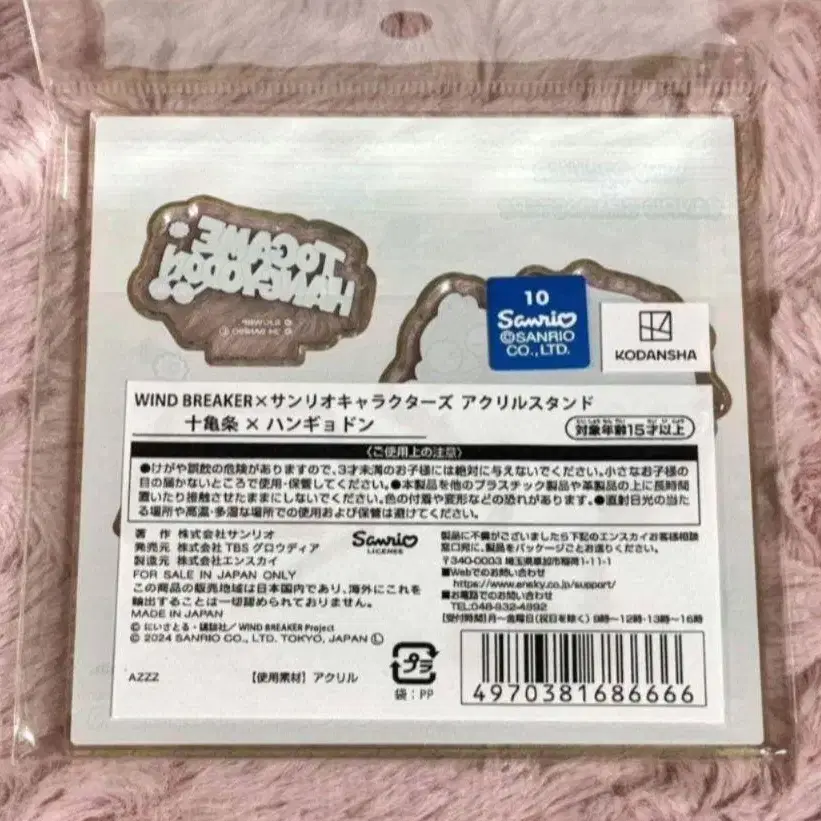 HANGYODON
TOGAME
10
Sanrio
©SANRIO
CO., LTD.
KODANSHA
WIND BREAKER×サンリオキャラクターズ アクリルスタンド
十亀条 × ハンギョドン
対象年齢15才以上
〈ご使用上の注意〉
●けがや誤飲の危険がありますので、3才未満のお子様には絶対に与えないでください。小さなお子様の
目の届かないところで使用・保管してください。●本製品を他のプラスチック製品や革製品の上に長時間
置いたり接触させたままにしないでください。色の付着や変形などの恐れがあります。●直射日光の当た
る場所や高温・多湿な場所での使用および保管は避けてください。
著 作 株式会社サンリオ
発売元 株式会社 TBS グロウディア
製造元 株式会社エンスカイ
FOR SALE IN JAPAN ONLY
この商品の販売地域は日本国内であり、海外にこれを
輸出することは一切認められておりません。
MADE IN JAPAN
© にいさとる・講談社／WIND BREAKER Project
© 2024 SANRIO CO., LTD. TOKYO, JAPAN Ⓛ
Sanrio
LICENSE
製品に不備がございましたら下記のエンスカイお客様相談
窓口宛に、製品をパッケージごとお送りください。
〒340-0003 埼玉県草加市稲荷1-11-1
■Webでのお問い合わせ
https://www.ensky.co.jp/support/
■お電話でのお問い合わせ
TEL:048-932-4892
【受付時間】月〜金曜日(祝日を除く) 9時〜12時・13時〜16時
AZZZ
【使用素材】アクリル
プラ
袋：PP
4970381686666